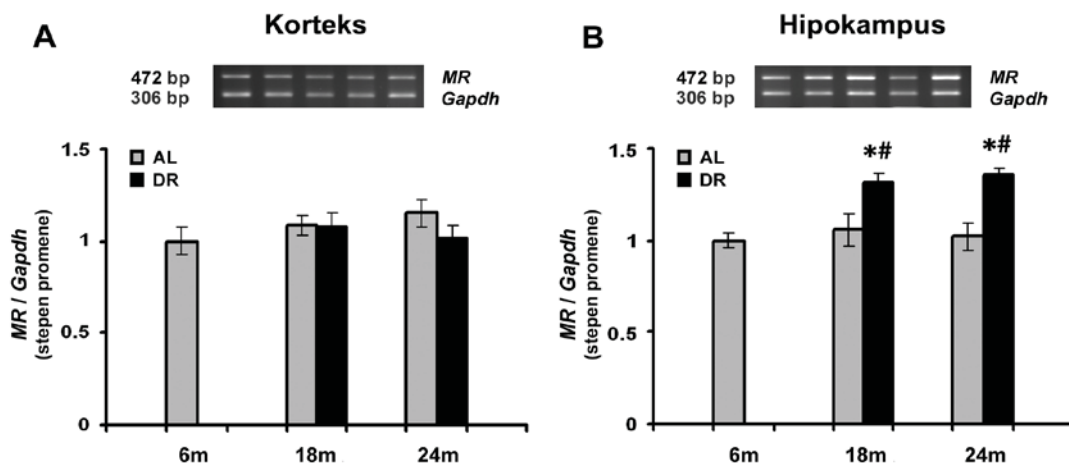 A
Korteks
472 bp
MR
306 bp
Gapdh
1.5
AL
DR
1
0.5
0
MR / Gapdh
(stepen promene)
6m
18m
24m
B
Hipokampus
472 bp
MR
306 bp
Gapdh
1.5
AL
DR
*#
*#
1
0.5
0
MR / Gapdh
(stepen promene)
6m
18m
24m